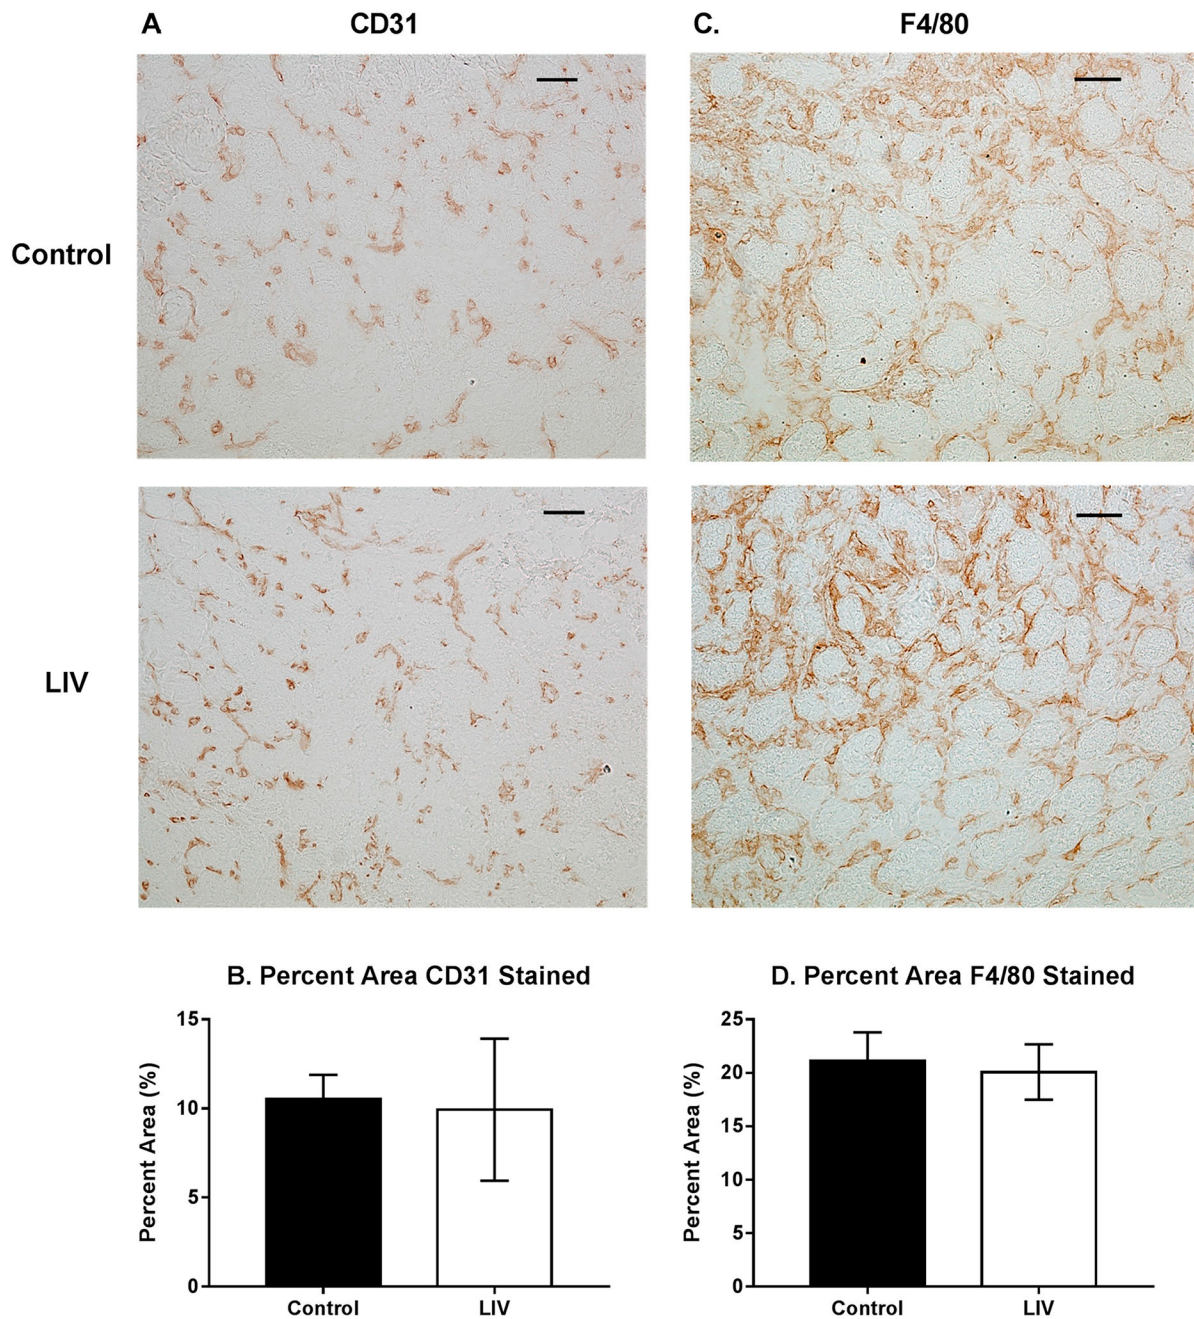 A CD31
C. F4/80
Control
LIV
B. Percent Area CD31 Stained
Percent Area (%)
15
10
5
0
Control LIV
D. Percent Area F4/80 Stained
Percent Area (%)
25
20
15
10
5
0
Control LIV